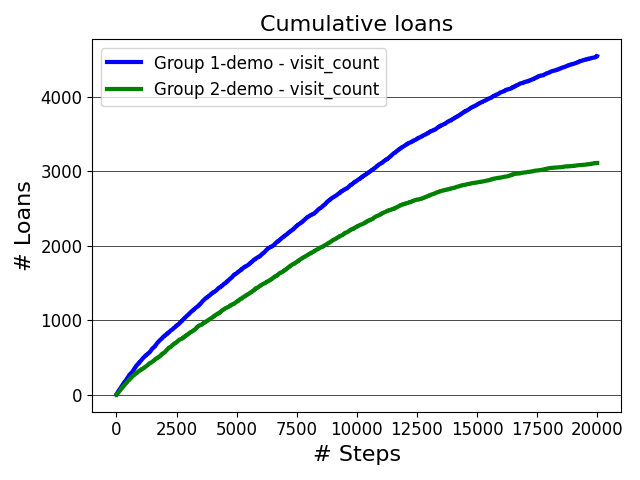 Cumulative loans
Group 1-demo - visit_count
Group 2-demo - visit_count
# Loans
4000
3000
2000
1000
0
0 2500 5000 7500 10000 12500 15000 17500 20000
# Steps